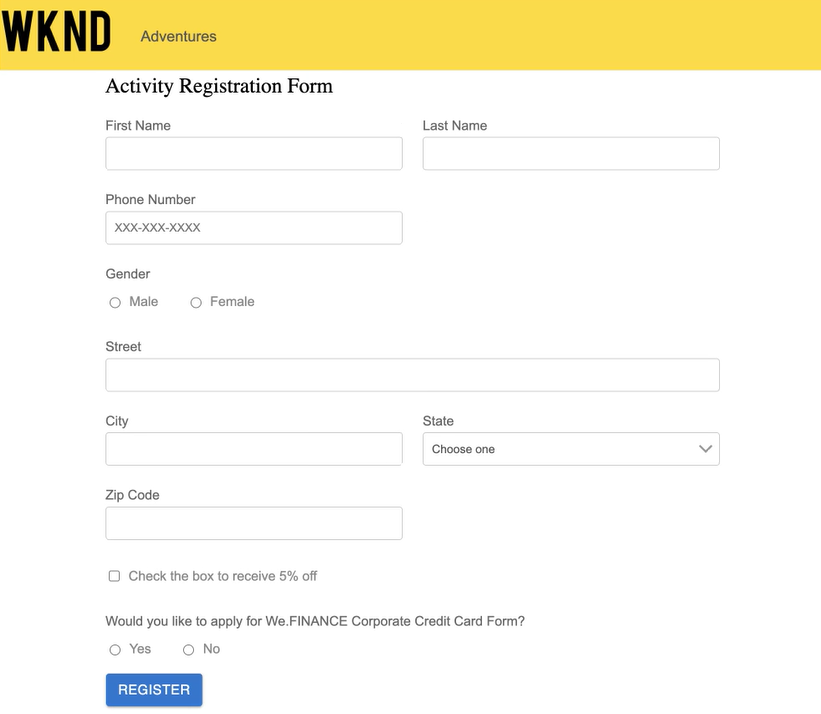 WKND Adventures
Activity Registration Form
First Name Last Name
Phone Number
XXX-XXX-XXXX
Gender
Male Female
Street
City State
Choose one
Zip Code
Check the box to receive 5% off
Would you like to apply for We.FINANCE Corporate Credit Card Form?
Yes No
REGISTER